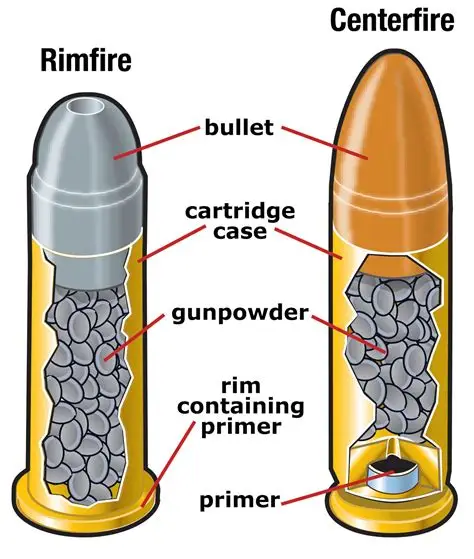 Centerfire
Rimfire
bullet
cartridge
case
gunpowder
rim
containing
primer
primer